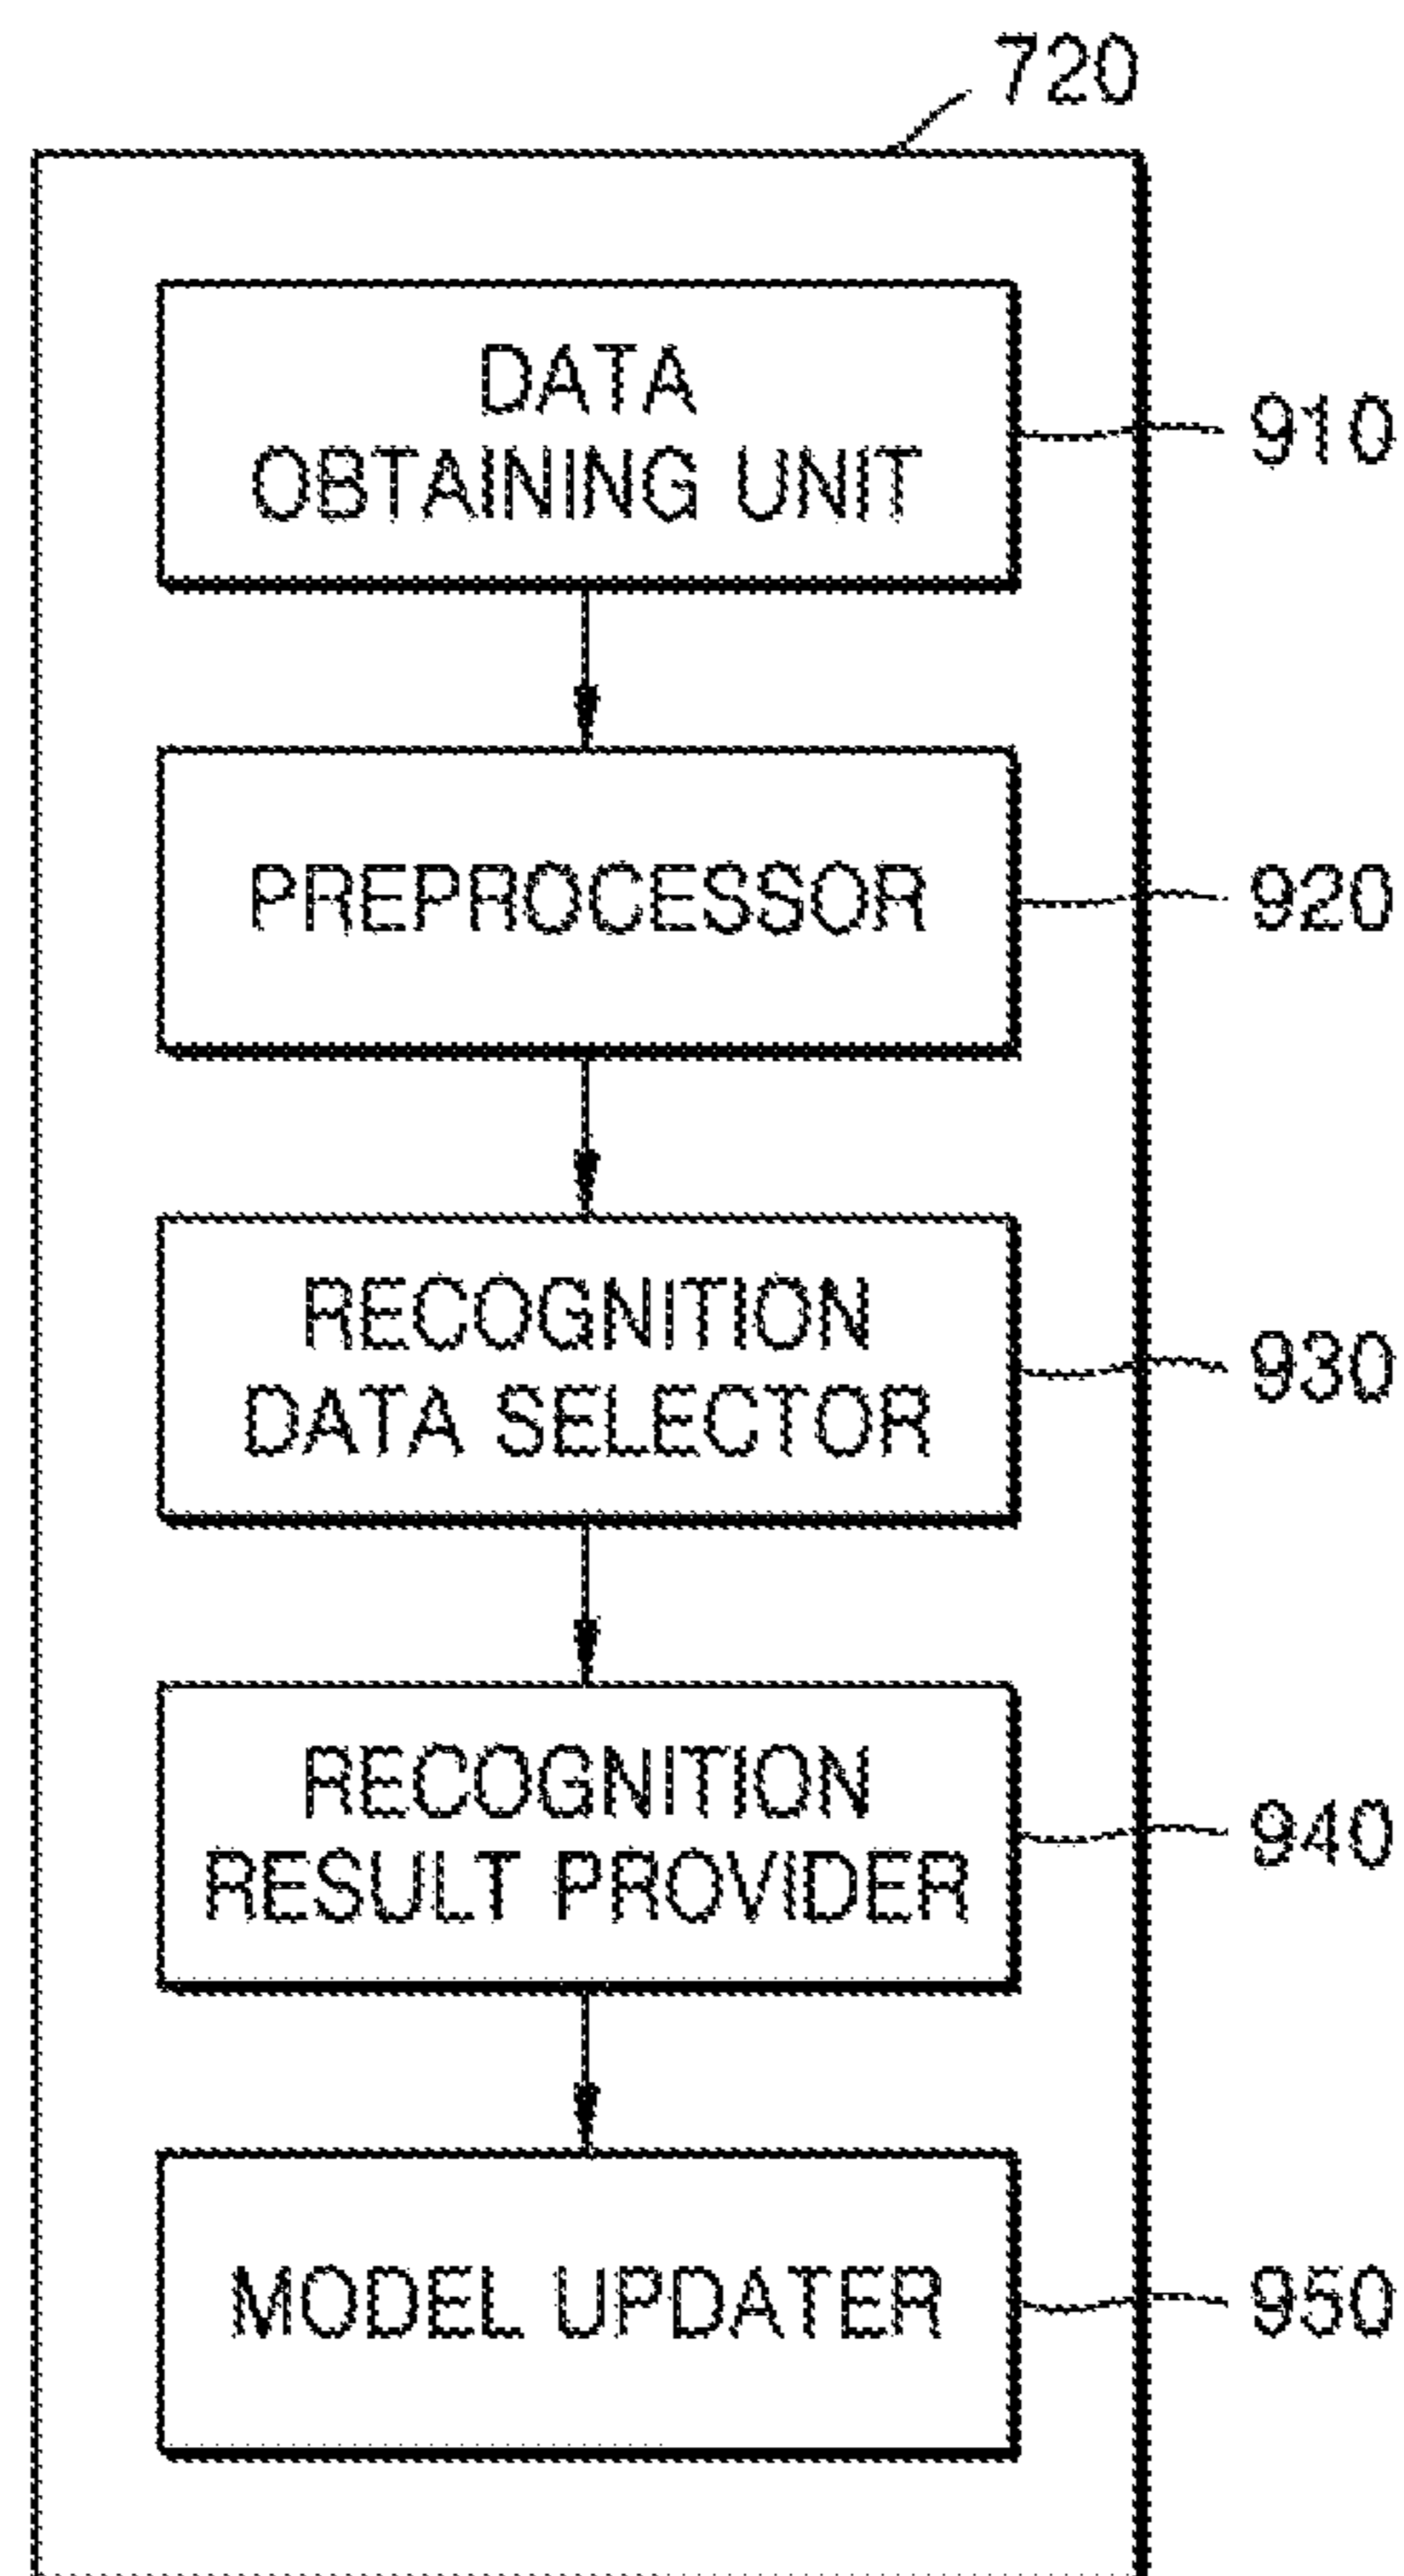 720
DATA
OBTAINING UNIT
910
PREPROCESSOR
920
RECOGNITION
DATA SELECTOR
930
RECOGNITION
RESULT PROVIDER
940
MODEL UPDATER
950